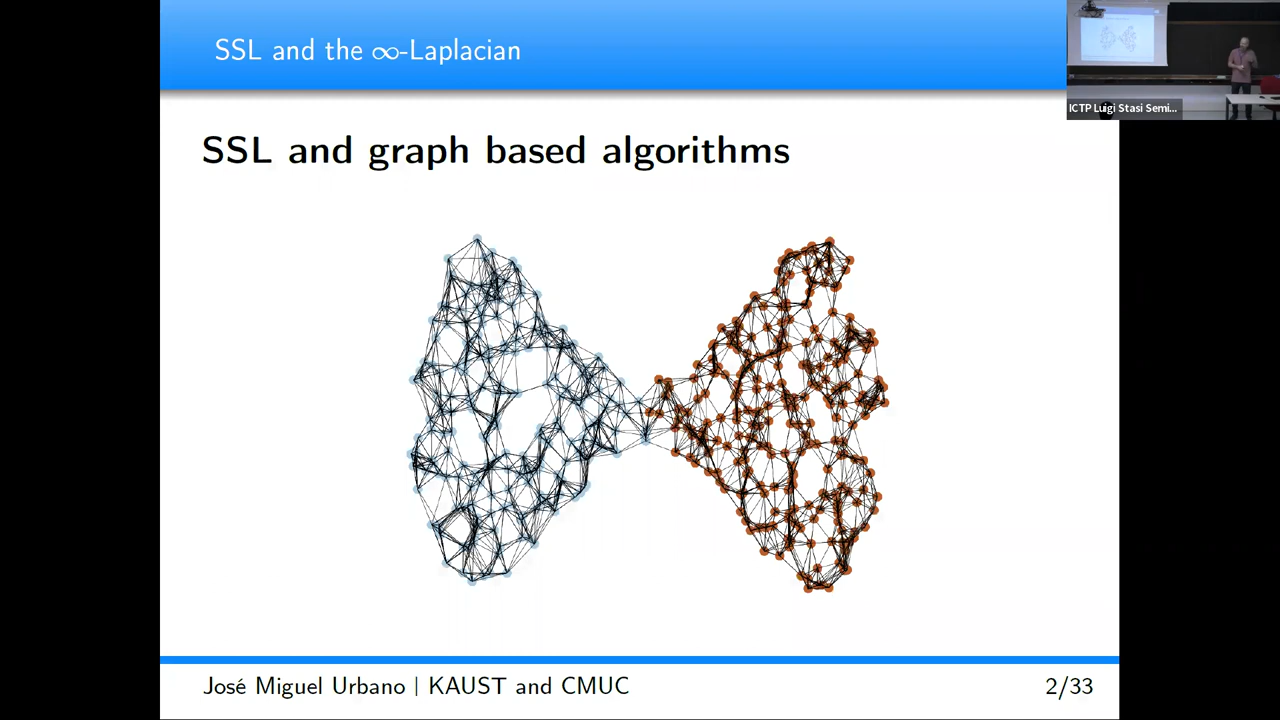 SSL and the ∞-Laplacian
ICTP Luigi Stasi Semi...
SSL and graph based algorithms
José Miguel Urbano | KAUST and CMUC
2/33